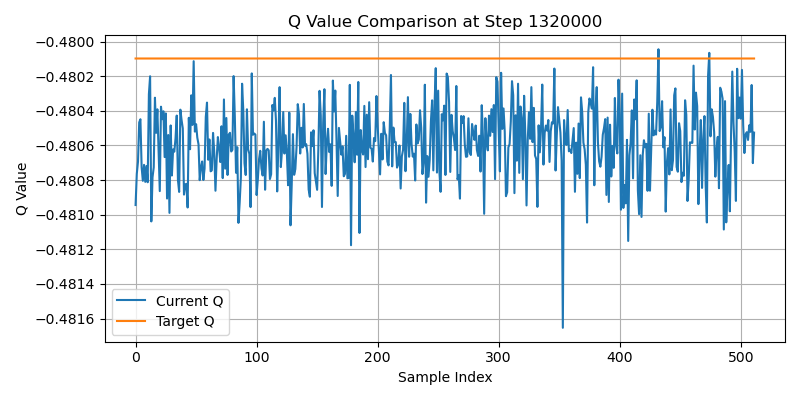 Q Value Comparison at Step 1320000
Q Value
−0.4800
−0.4802
−0.4804
−0.4806
−0.4808
−0.4810
−0.4812
−0.4814
−0.4816
Current Q
Target Q
0 100 200 300 400 500
Sample Index